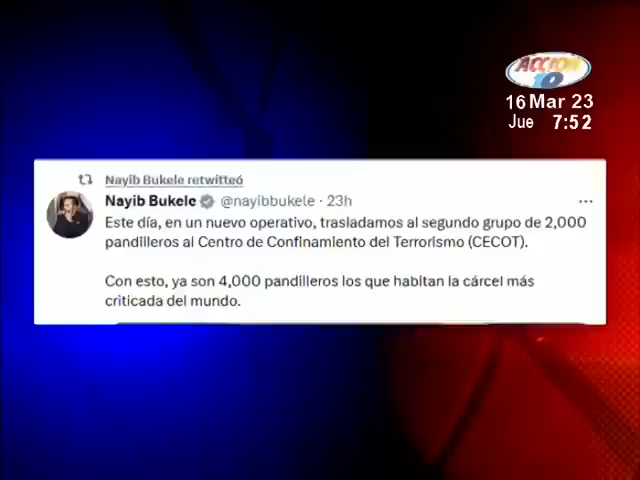 ACCION
10
16 Mar 23
Jue 7:52
Nayib Bukele retwitteó
Nayib Bukele @nayibbukele · 23h
Este día, en un nuevo operativo, trasladamos al segundo grupo de 2,000
pandilleros al Centro de Confinamiento del Terrorismo (CECOT).
Con esto, ya son 4,000 pandilleros los que habitan la cárcel más
criticada del mundo.